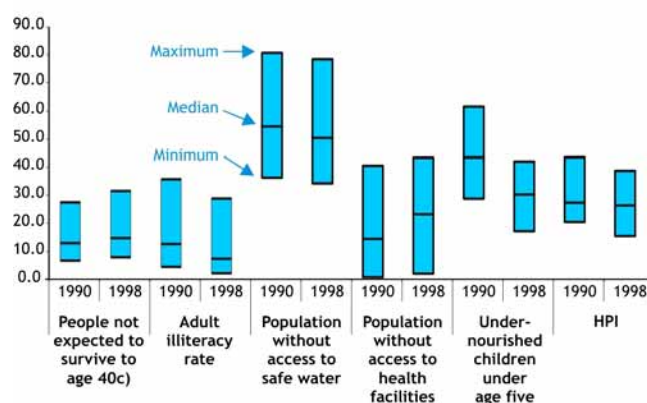 90.0
80.0
70.0
60.0
50.0
40.0
30.0
20.0
10.0
0.0
Maximum
Median
Minimum
1990 1998 1990 1998 1990 1998 1990 1998 1990 1998 1990 1998
People not
expected to
survive to
age 40c)
Adult
illiteracy
rate
Population
without
access to
safe water
Population
without
access to
health
facilities
Under-
nourished
children
under
age five
HPI